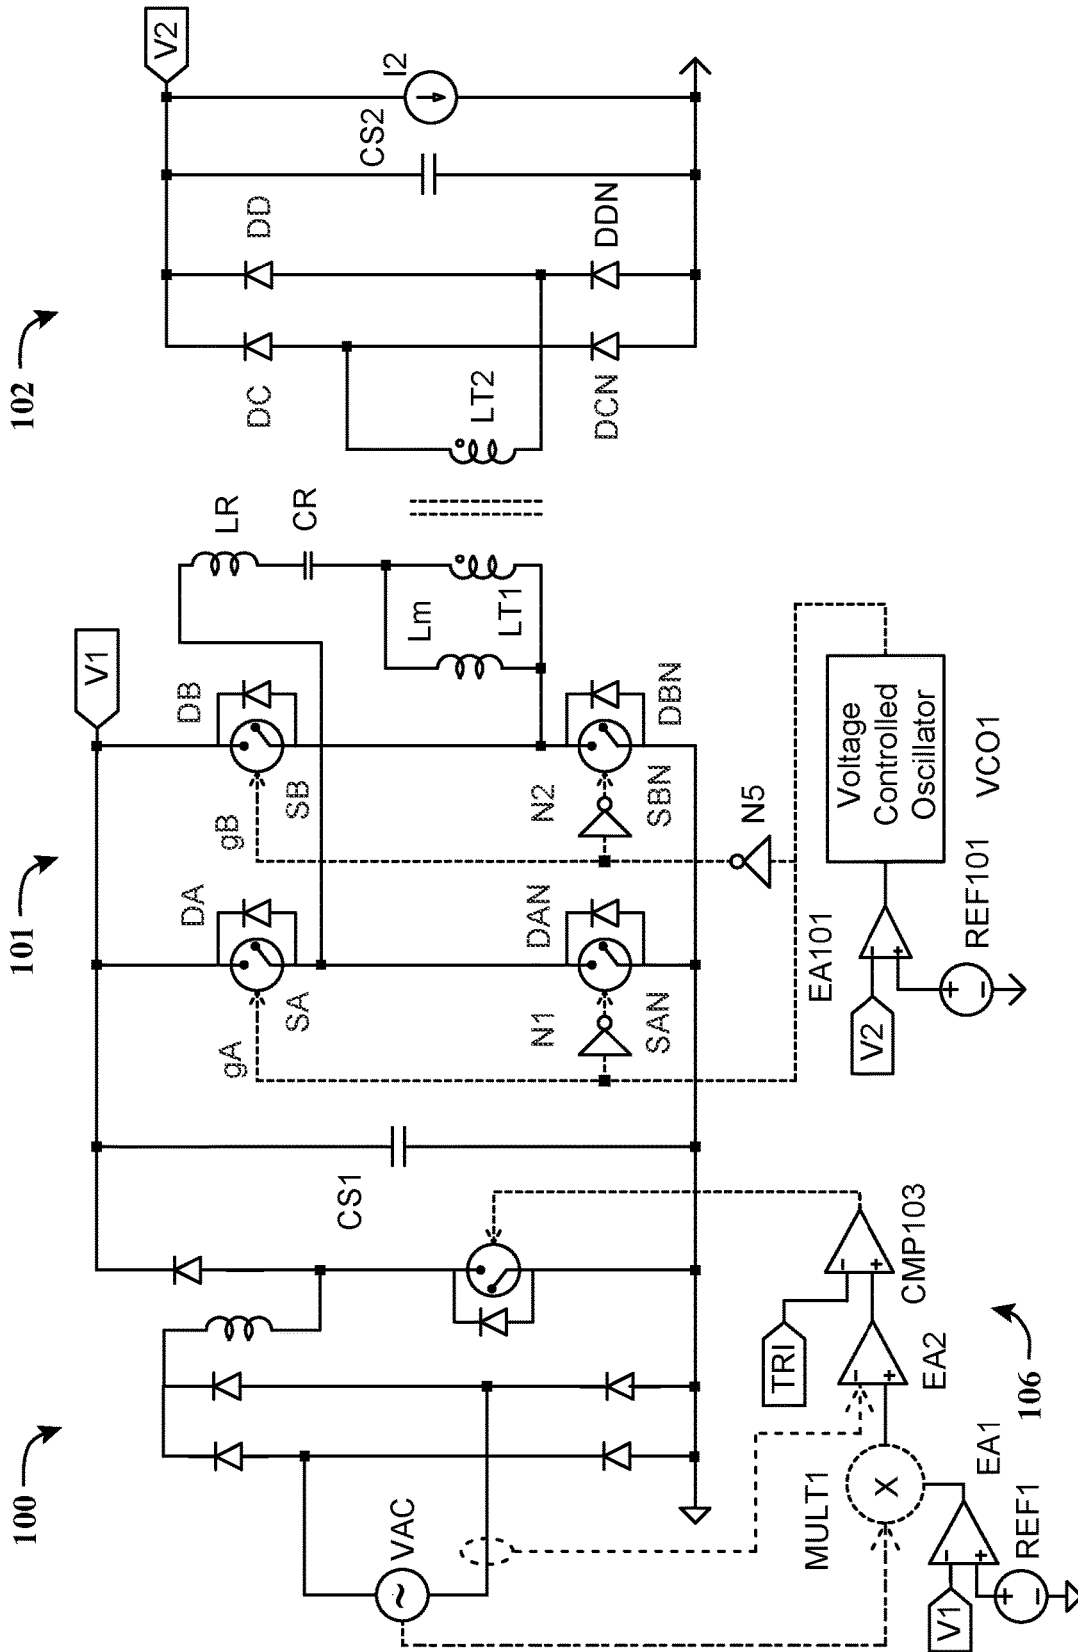 100
101
102
VAC
CS1
V1
DA
gA
SA
DB
gB
SB
N1
DAN
SAN
N2
DBN
SBN
N5
LR
CR
Lm
LT1
LT2
DC
DD
DCN
DDN
CS2
I2
V2
MULT1
X
V1
REF1
EA1
EA2
TRI
CMP103
106
V2
EA101
REF101
Voltage
Controlled
Oscillator
VCO1